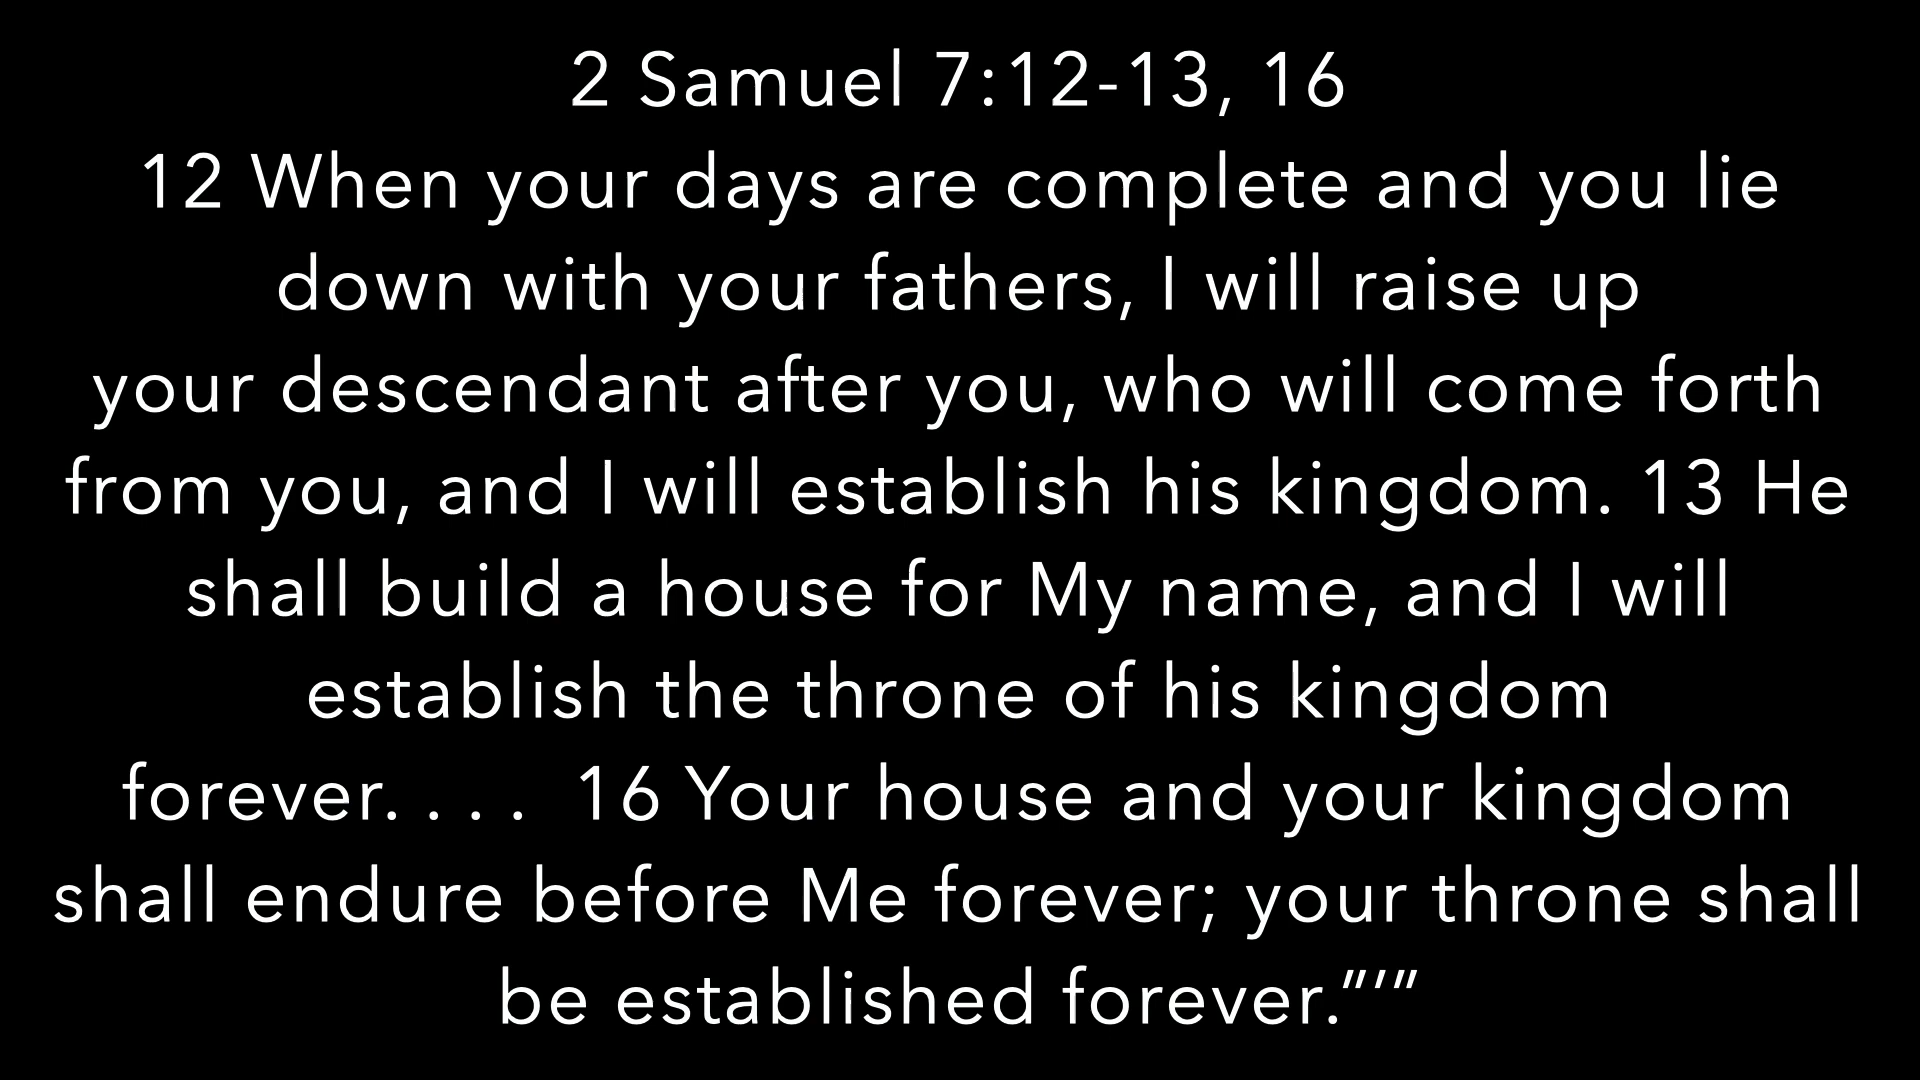 2 Samuel 7:12-13, 16
12 When your days are complete and you lie
down with your fathers, I will raise up
your descendant after you, who will come forth
from you, and I will establish his kingdom. 13 He
shall build a house for My name, and I will
establish the throne of his kingdom
forever. . . .  16 Your house and your kingdom
shall endure before Me forever; your throne shall
be established forever.”’”